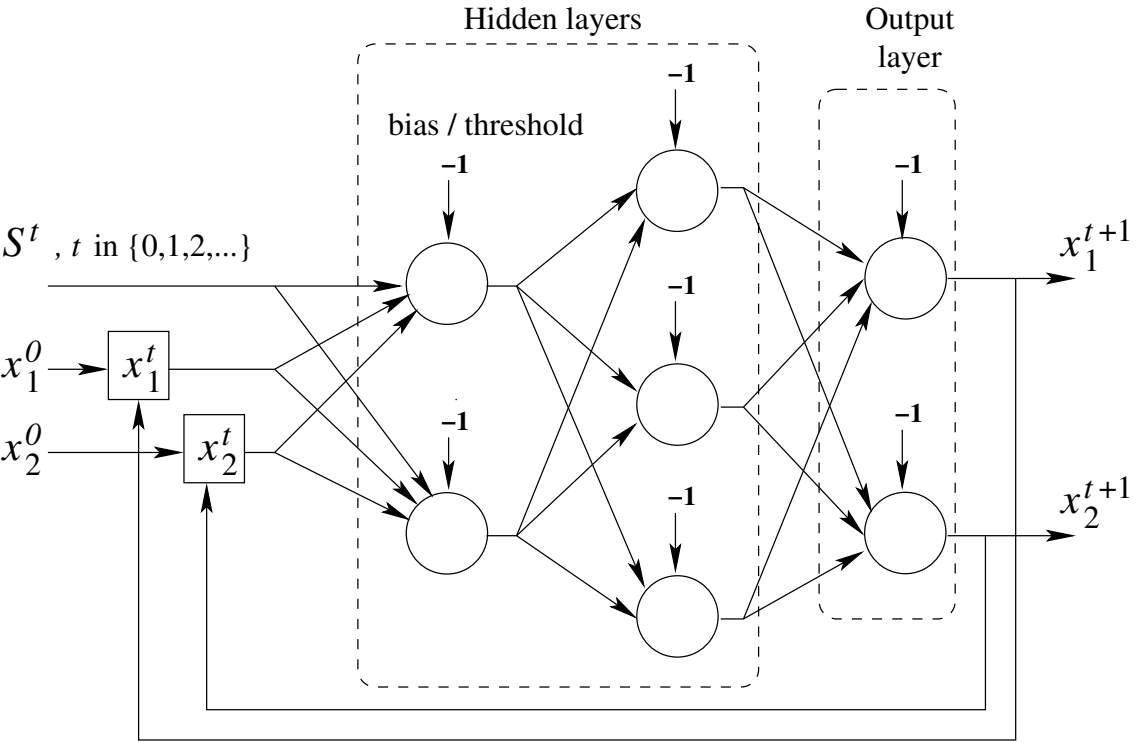 Hidden layers
Output
layer
-1
bias / threshold
-1
-1
S^t , t in {0,1,2,...}
x_1^{t+1}
-1
x_1^0
x_1^t
-1
-1
x_2^0
x_2^t
-1
x_2^{t+1}